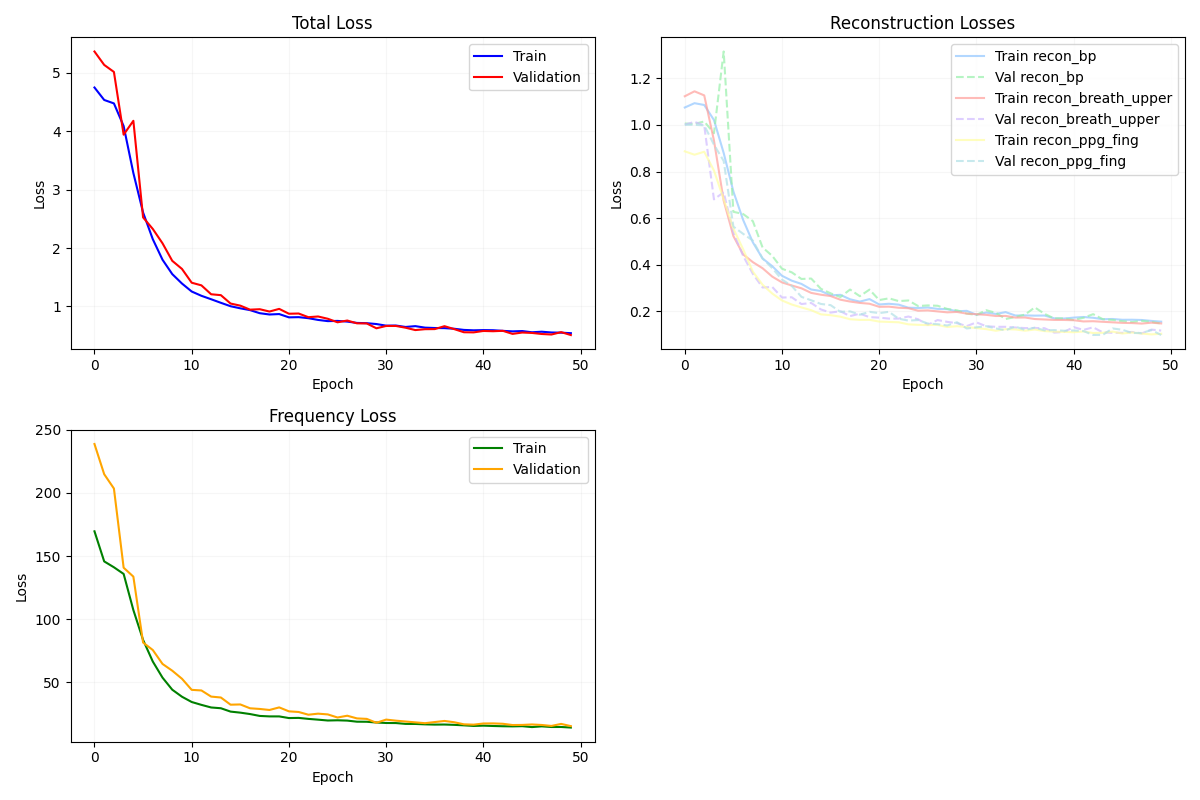 Total Loss
Loss
5
4
3
2
1
Train
Validation
0 10 20 30 40 50
Epoch
Reconstruction Losses
Loss
1.2
1.0
0.8
0.6
0.4
0.2
Train recon_bp
Val recon_bp
Train recon_breath_upper
Val recon_breath_upper
Train recon_ppg_fing
Val recon_ppg_fing
0 10 20 30 40 50
Epoch
Frequency Loss
Loss
250
200
150
100
50
Train
Validation
0 10 20 30 40 50
Epoch